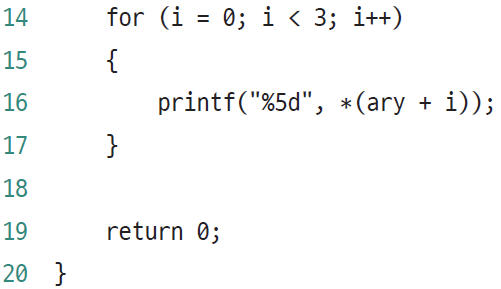 14 for (i = 0; i < 3; i++)
15 {
16 printf("%5d", *(ary + i));
17 }
18
19 return 0;
20 }